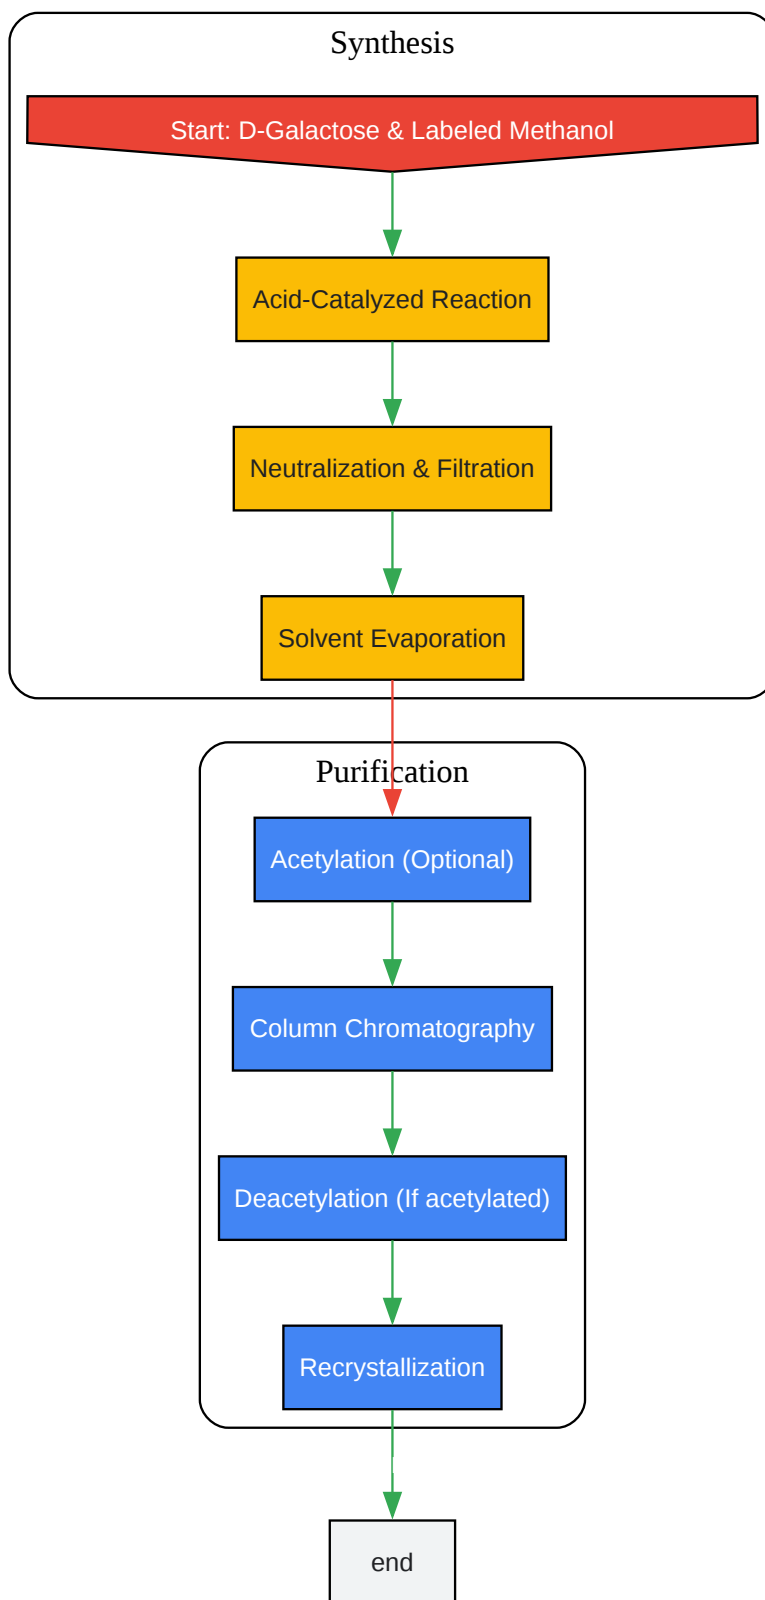 Synthesis
Start: D-Galactose & Labeled Methanol
Acid-Catalyzed Reaction
Neutralization & Filtration
Solvent Evaporation
Purification
Acetylation (Optional)
Column Chromatography
Deacetylation (If acetylated)
Recrystallization
end